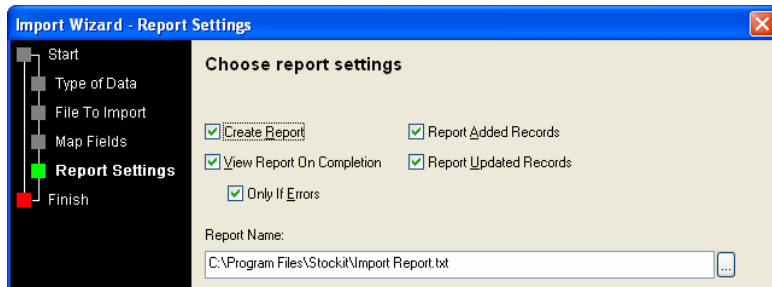 Import Wizard - Report Settings
Start
Type of Data
File To Import
Map Fields
Report Settings
Finish
Choose report settings
Create Report
Report Added Records
View Report On Completion
Report Updated Records
Only If Errors
Report Name:
C:\Program Files\Stockit\Import Report.txt
...